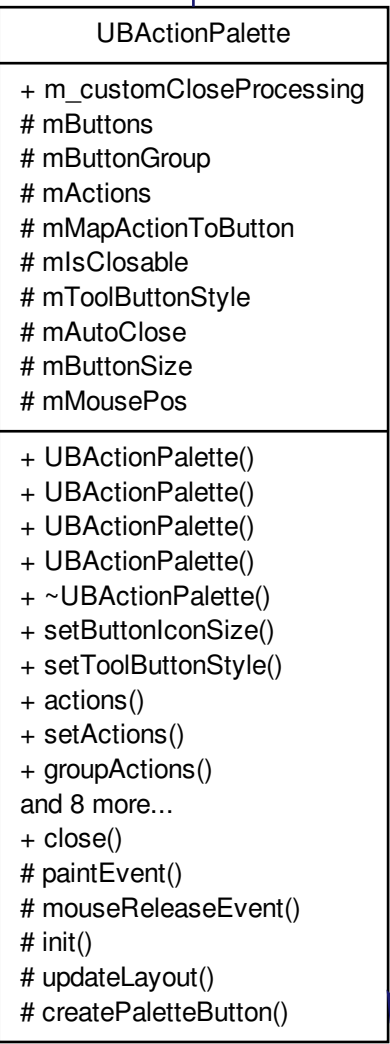 UBActionPalette
+ m_customCloseProcessing
# mButtons
# mButtonGroup
# mActions
# mMapActionToButton
# mIsClosable
# mToolButtonStyle
# mAutoClose
# mButtonSize
# mMousePos
+ UBActionPalette()
+ UBActionPalette()
+ UBActionPalette()
+ UBActionPalette()
+ ~UBActionPalette()
+ setButtonIconSize()
+ setToolButtonStyle()
+ actions()
+ setActions()
+ groupActions()
and 8 more...
+ close()
# paintEvent()
# mouseReleaseEvent()
# init()
# updateLayout()
# createPaletteButton()